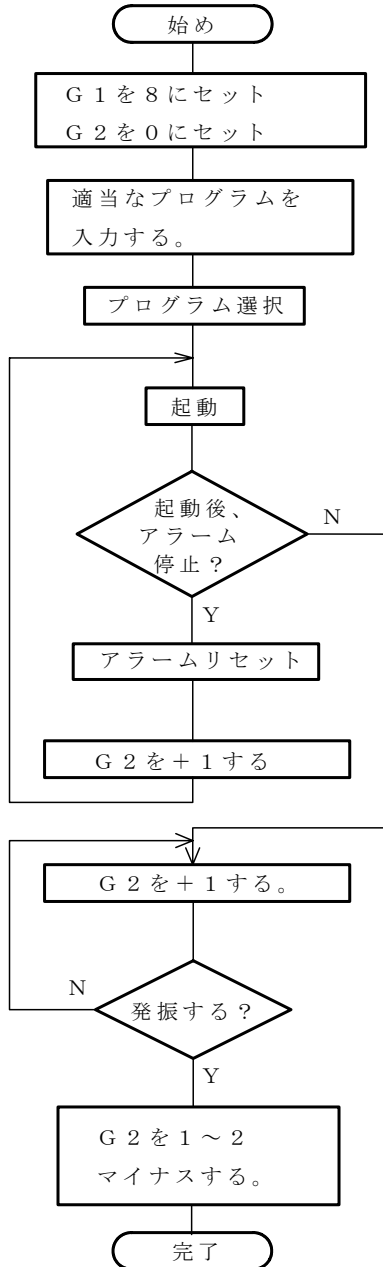 始め
Ｇ１を８にセット
Ｇ２を０にセット
適当なプログラムを
入力する。
プログラム選択
起動
起動後、
アラーム
停止？
Ｎ
Ｙ
アラームリセット
Ｇ２を＋１する
Ｇ２を＋１する。
Ｎ
発振する？
Ｙ
Ｇ２を１～２
マイナスする。
完了